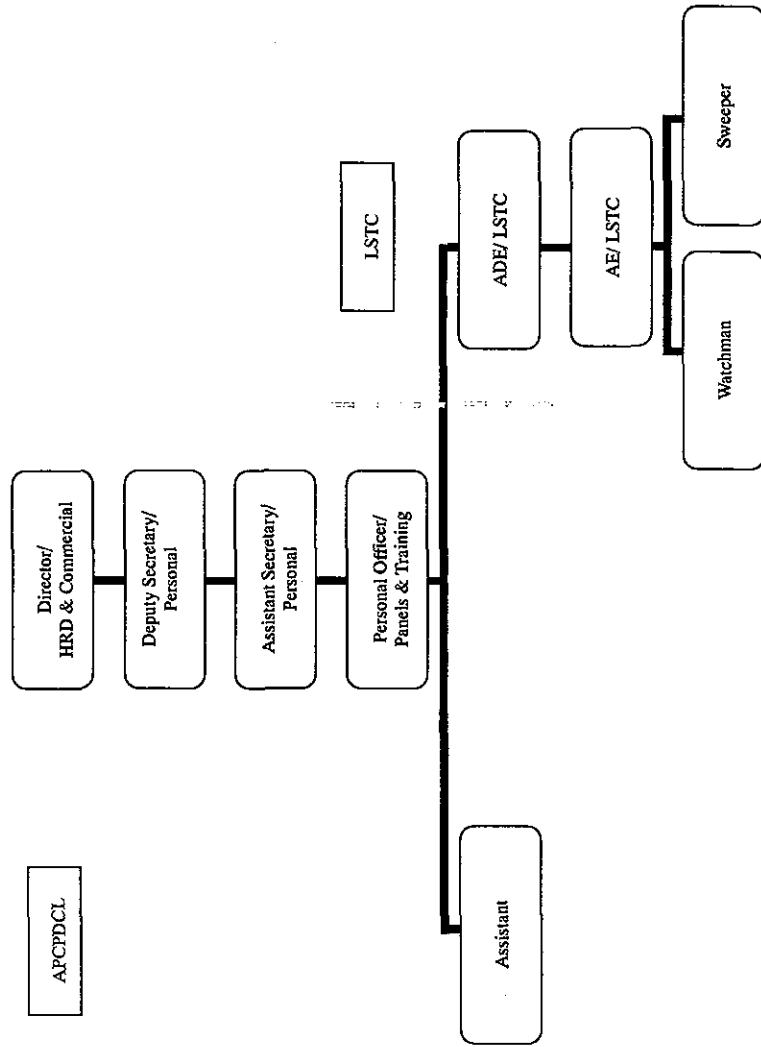 APCPDCL
Director/
HRD & Commercial
Deputy Secretary/
Personal
Assistant Secretary/
Personal
Personal Officer/
Panels & Training
LSTC
Assistant
ADE/ LSTC
AE/ LSTC
Watchman
Sweeper